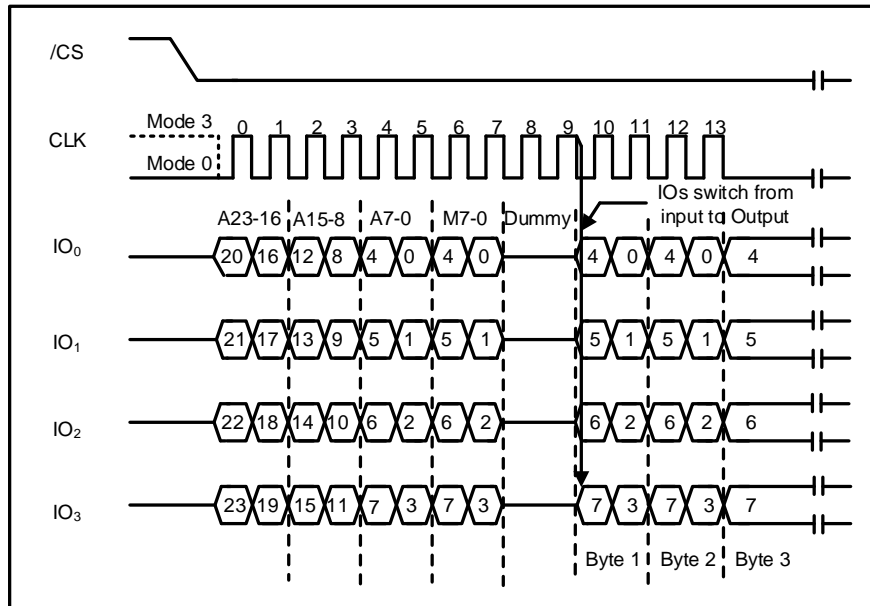 /CS
Mode 3
0 1 2 3 4 5 6 7 8 9 10 11 12 13
CLK
Mode 0
IOs switch from
input to Output
A23-16 A15-8 A7-0 M7-0 Dummy
IO₀ 20 16 12 8 4 0 4 0 4 0 4 0 4
IO₁ 21 17 13 9 5 1 5 1 5 1 5 1 5
IO₂ 22 18 14 10 6 2 6 2 6 2 6 2 6
IO₃ 23 19 15 11 7 3 7 3 7 3 7 3 7
Byte 1 Byte 2 Byte 3